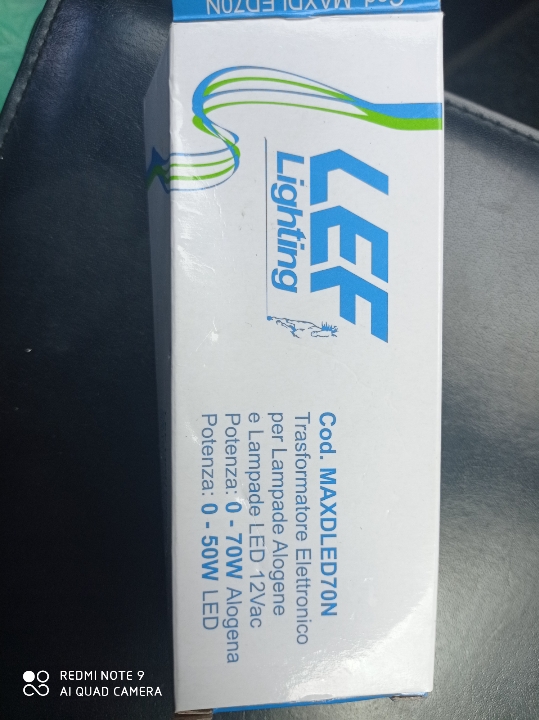 Cod. MAXDLED70N
LEF
Lighting
Cod. MAXDLED70N
Trasformatore Elettronico
per Lampade Alogene
e Lampade LED 12Vac
Potenza: 0 - 70W Alogena
Potenza: 0 - 50W LED
REDMI NOTE 9
AI QUAD CAMERA